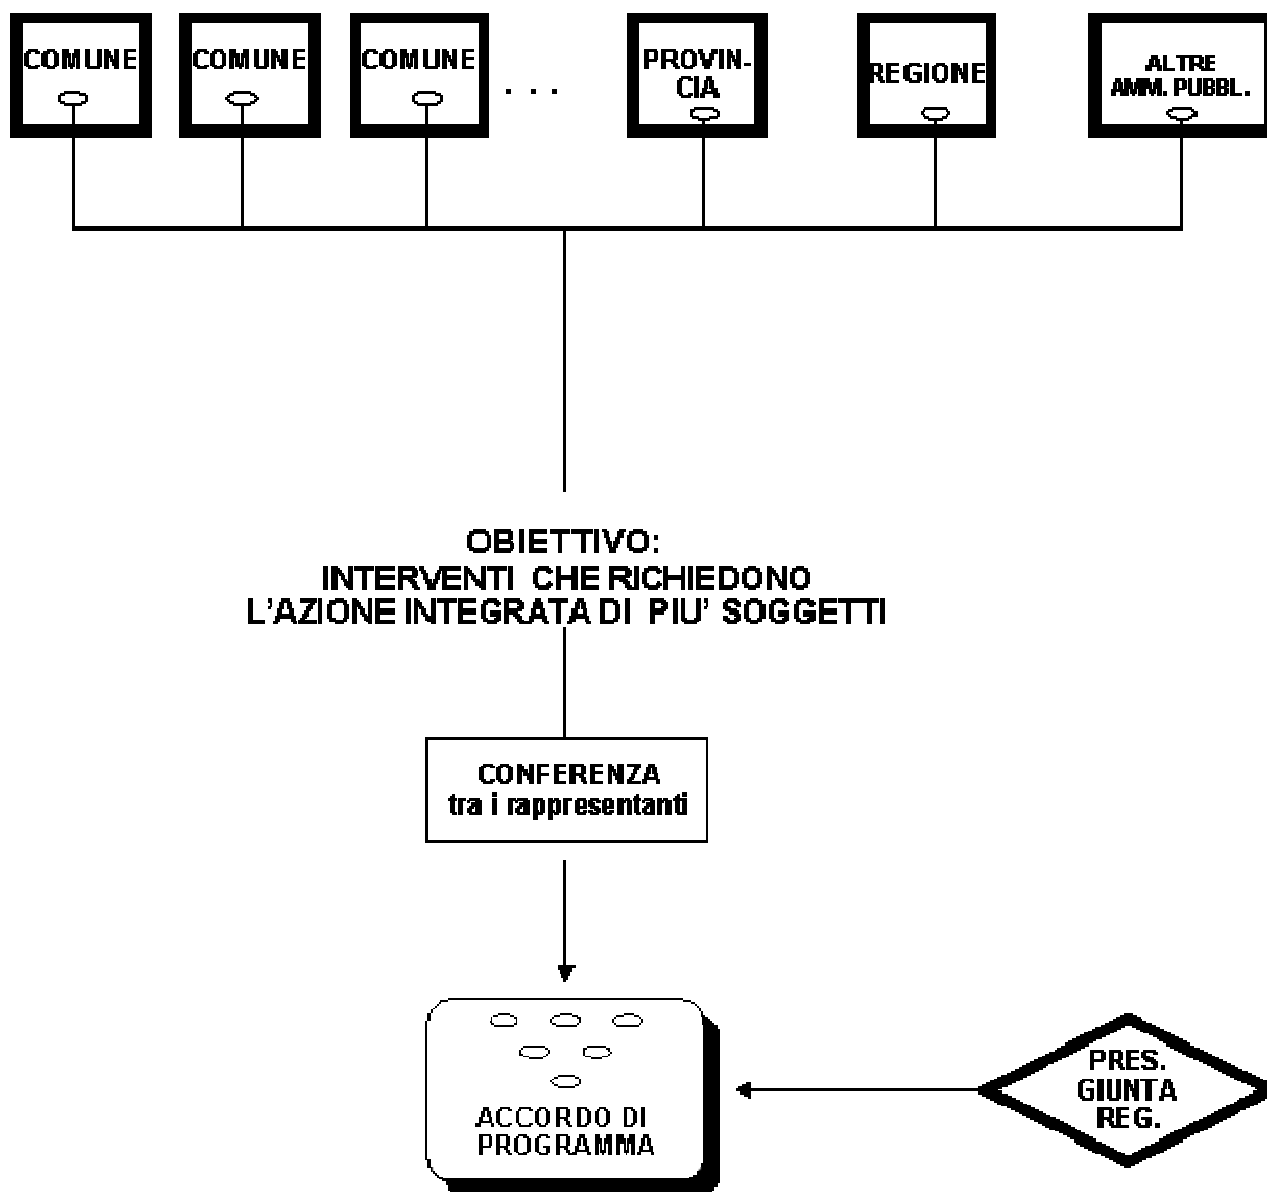 COMUNE
COMUNE
COMUNE
. . .
PROVIN-
CIA
REGIONE
ALTRE
AMM. PUBBL.
OBIETTIVO:
INTERVENTI CHE RICHIEDONO
L'AZIONE INTEGRATA DI PIU' SOGGETTI
CONFERENZA
tra i rappresentanti
ACCORDO DI
PROGRAMMA
PRES.
GIUNTA
REG.